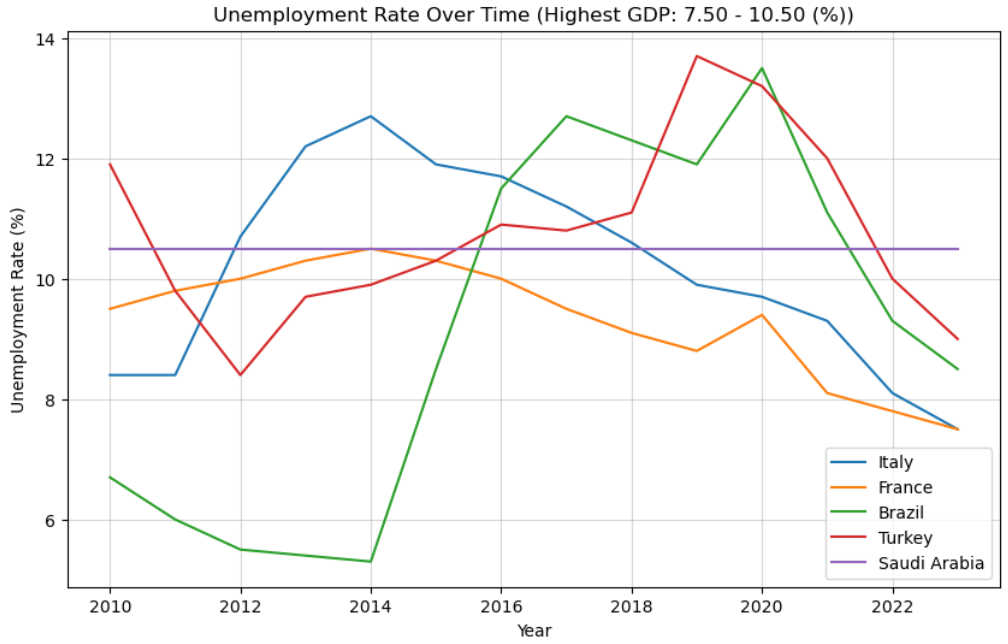 Unemployment Rate Over Time (Highest GDP: 7.50 - 10.50 (%))
Unemployment Rate (%)
14
12
10
8
6
2010 2012 2014 2016 2018 2020 2022
Year
Italy
France
Brazil
Turkey
Saudi Arabia